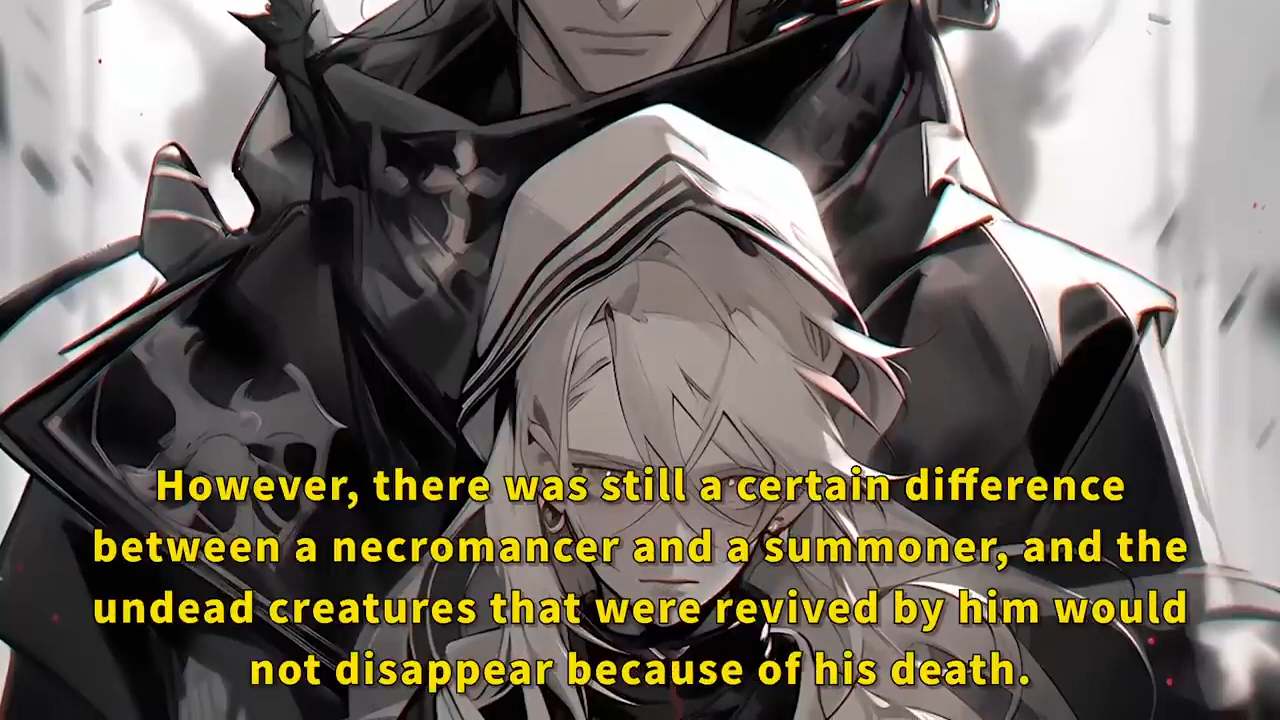 However, there was still a certain difference
between a necromancer and a summoner, and the
undead creatures that were revived by him would
not disappear because of his death.